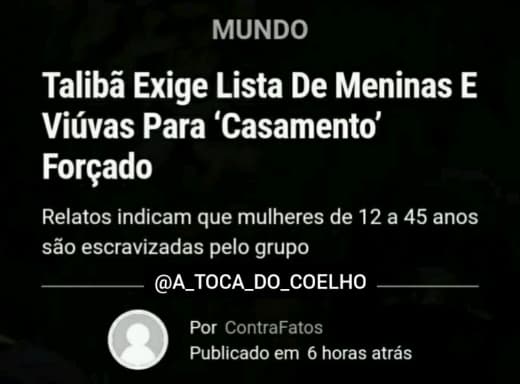 MUNDO
Talibã Exige Lista De Meninas E
Viúvas Para ‘Casamento’
Forçado
Relatos indicam que mulheres de 12 a 45 anos
são escravizadas pelo grupo
@A_TOCA_DO_COELHO
Por ContraFatos
Publicado em 6 horas atrás